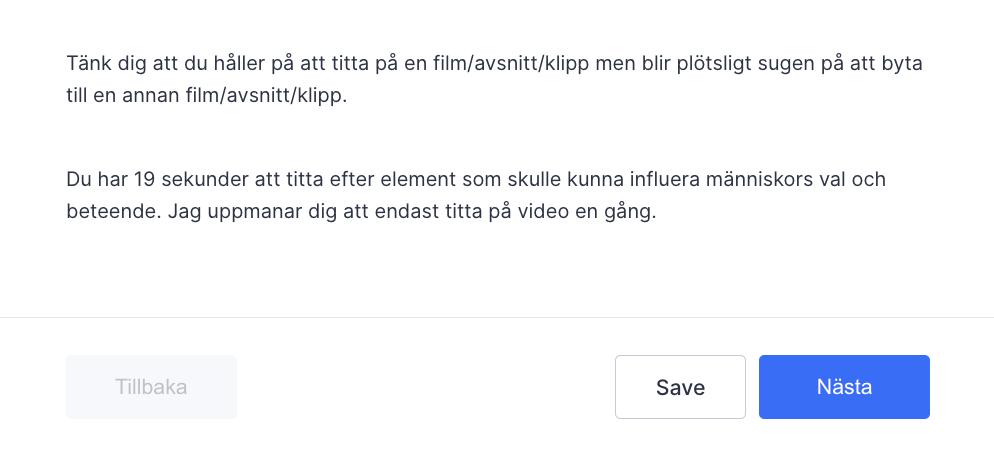 Tänk dig att du håller på att titta på en film/avsnitt/klipp men blir plötsligt sugen på att byta
till en annan film/avsnitt/klipp.
Du har 19 sekunder att titta efter element som skulle kunna influera människors val och
beteende. Jag uppmanar dig att endast titta på video en gång.
Tillbaka
Save
Nästa